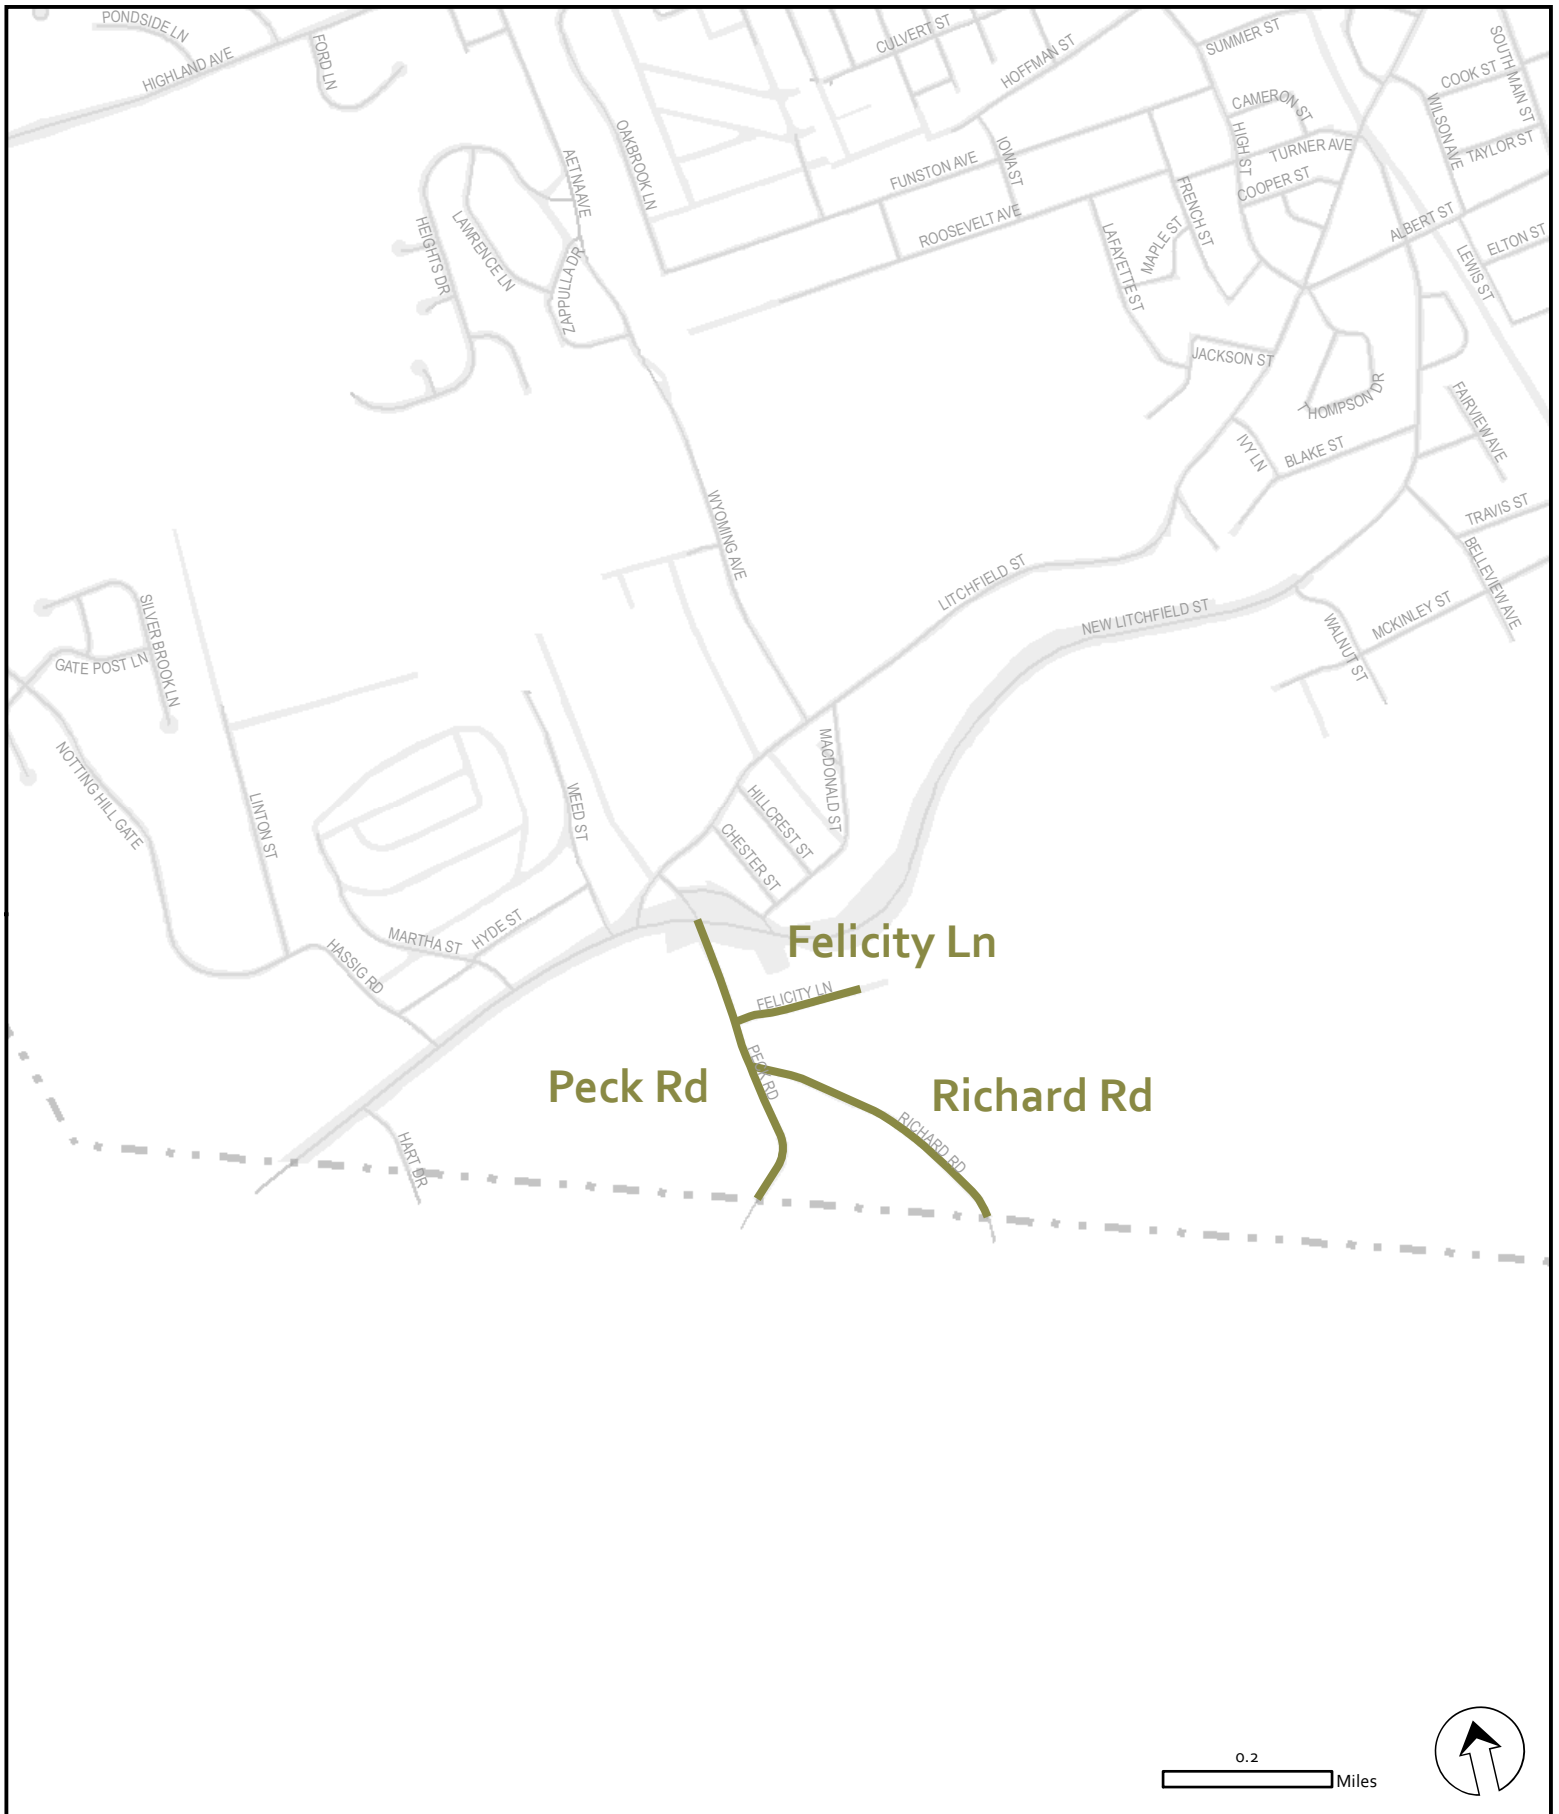 PONDSIDE LN
HIGHLAND AVE
FORD LN
CULVERT ST
HOFFMAN ST
SUMMER ST
SOUTH MAIN ST
COOK ST
CAMERON ST
WILSON AVE
TAYLOR ST
OAKBROOK LN
AETNA AVE
IOWA ST
HIGH ST
TURNER AVE
FUNSTON AVE
FRENCH ST
COOPER ST
LAWRENCE LN
HEIGHTS DR
ROOSEVELT AVE
LAFAYETTE ST
MAPLE ST
ALBERT ST
LEWIS ST
ELTON ST
ZAPPULLA DR
JACKSON ST
THOMPSON DR
FAIRVIEW AVE
IVY LN
BLAKE ST
WYOMING AVE
TRAVIS ST
BELLEVIEW AVE
LITCHFIELD ST
NEW LITCHFIELD ST
WALNUT ST
MCKINLEY ST
SILVER BROOK LN
GATE POST LN
NOTTING HILL GATE
LINTON ST
WEED ST
MACDONALD ST
HILLCREST ST
CHESTER ST
MARTHA ST
HYDE ST
HASSIG RD
Felicity Ln
FELICITY LN
Peck Rd
PECK RD
Richard Rd
RICHARD RD
HART DR
0.2
Miles